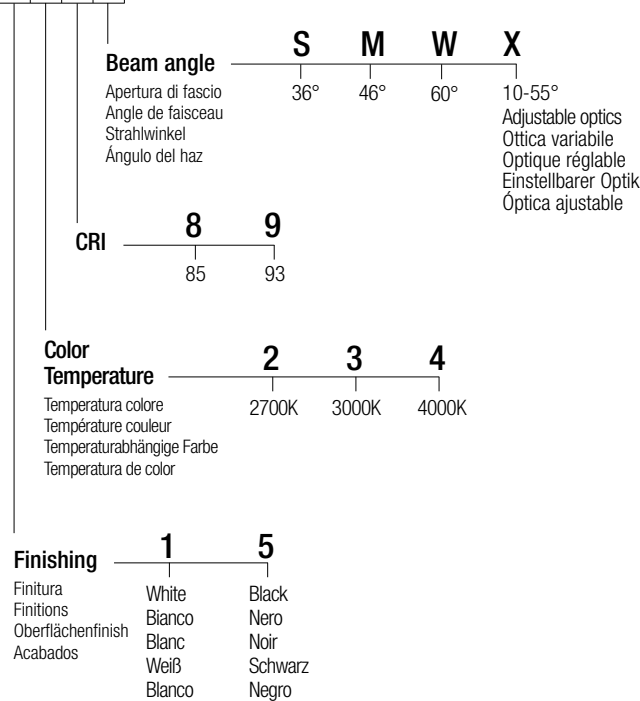 S M W X
Beam angle
Apertura di fascio
Angle de faisceau
Strahlwinkel
Ángulo del haz
36° 46° 60° 10-55°
Adjustable optics
Ottica variabile
Optique réglable
Einstellbarer Optik
Óptica ajustable
8 9
CRI
85 93
Color
Temperature
2 3 4
Temperatura colore
Température couleur
Temperaturabhängige Farbe
Temperatura de color
2700K 3000K 4000K
1 5
Finishing
Finitura
Finitions
Oberflächenfinish
Acabados
White Black
Bianco Nero
Blanc Noir
Weiß Schwarz
Blanco Negro